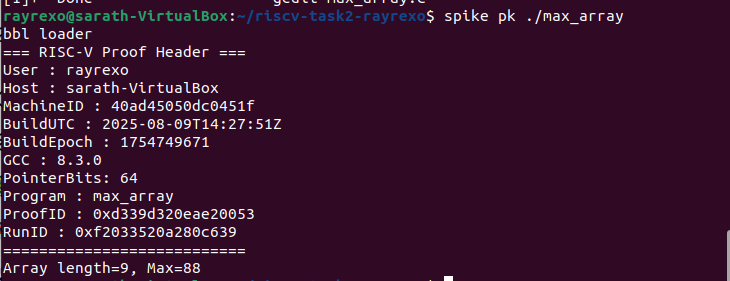 rayrexo@sarath-VirtualBox:~/riscv-task2-rayrexo$ spike pk ./max_array
bbl loader
=== RISC-V Proof Header ===
User : rayrexo
Host : sarath-VirtualBox
MachineID : 40ad45050dc0451f
BuildUTC : 2025-08-09T14:27:51Z
BuildEpoch : 1754749671
GCC : 8.3.0
PointerBits: 64
Program : max_array
ProofID : 0xd339d320eae20053
RunID : 0xf2033520a280c639
===========================
Array length=9, Max=88